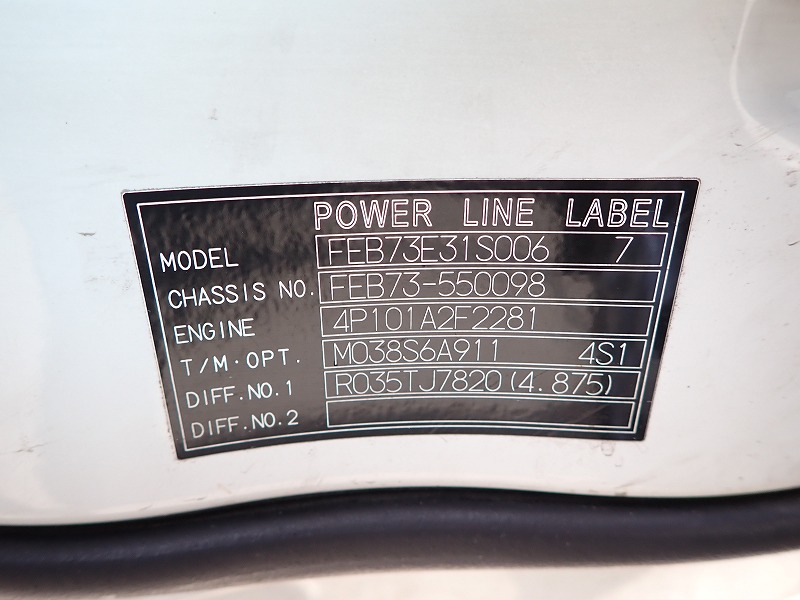 POWER LINE LABEL
MODEL FEB73E31S006 7
CHASSIS NO. FEB73-550098
ENGINE 4P101A2F2281
T/M·OPT. M038S6A911 4S1
DIFF.NO.1 R035TJ7820(4.875)
DIFF.NO.2